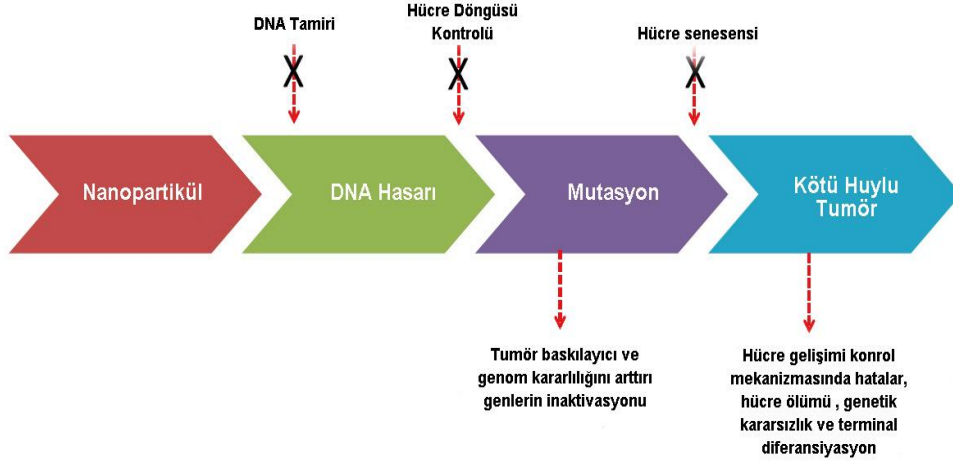 DNA Tamiri
Hücre Döngüsü
Kontrolü
Hücre senesensi
X
X
X
Nanopartikül
DNA Hasarı
Mutasyon
Kötü Huylu
Tümör
Tumör baskılayıcı ve
genom kararlılığını arttırı
genlerin inaktivasyonu
Hücre gelişimi konrol
mekanizmasında hatalar,
hücre ölümü , genetik
kararsızlık ve terminal
diferansiyasyon